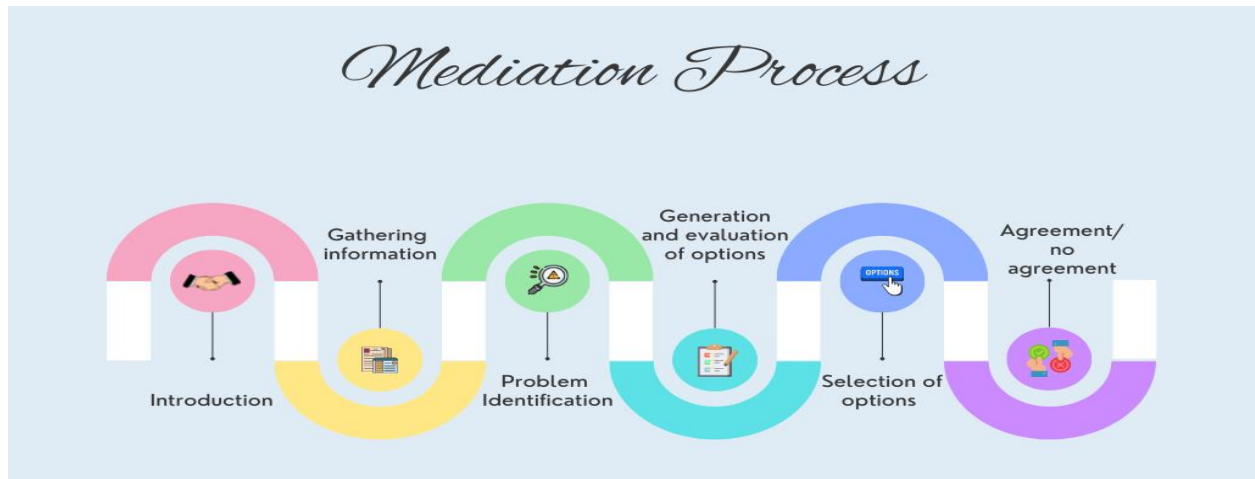 Mediation Process
Introduction
Gathering
information
Problem
Identification
Generation
and evaluation
of options
OPTIONS
Selection of
options
Agreement/
no
agreement